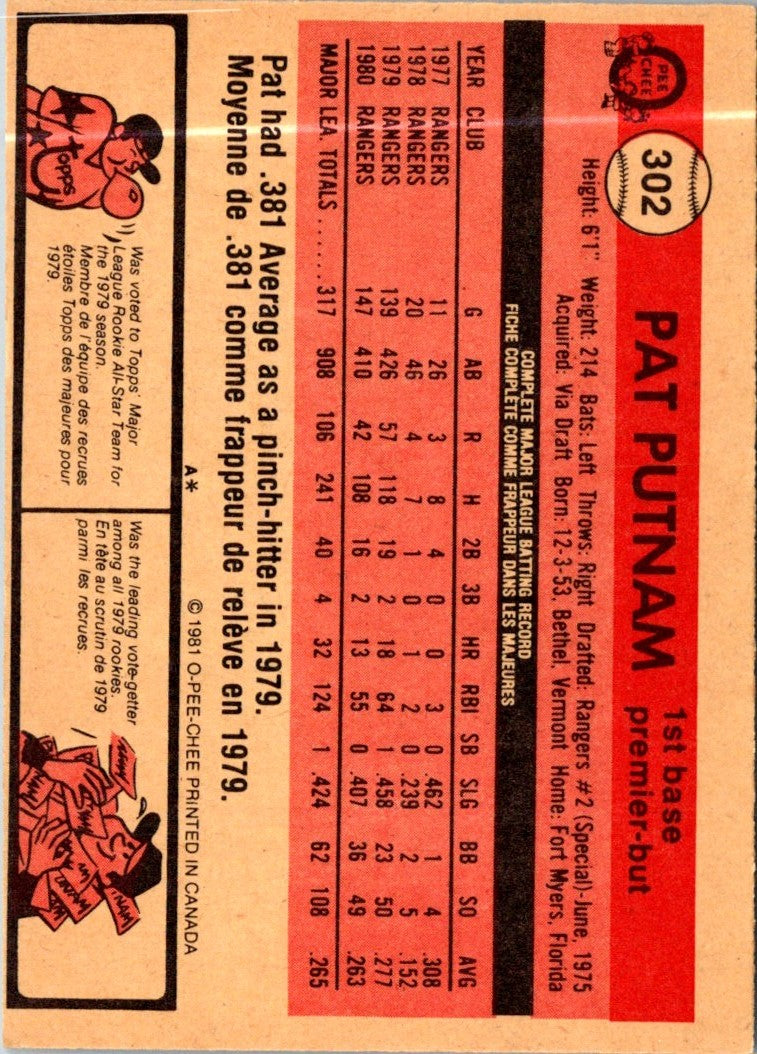 O
PEE
CHEE
302
PAT PUTNAM
1st base
premier-but
Height: 6'1" Weight: 214 Bats: Left Throws: Right Drafted: Rangers #2 (Special)-June, 1975
Acquired: Via Draft Born: 12-3-53, Bethel, Vermont Home: Fort Myers, Florida
COMPLETE MAJOR LEAGUE BATTING RECORD
FICHE COMPLÈTE COMME FRAPPEUR DANS LES MAJEURES
YEAR CLUB G AB R H 2B 3B HR RBI SB SLG BB SO AVG
1977 RANGERS 11 26 3 8 4 0 0 3 0 .462 1 4 .308
1978 RANGERS 20 46 4 7 1 0 1 2 0 .239 2 5 .152
1979 RANGERS 139 426 57 118 19 2 18 64 1 .458 23 50 .277
1980 RANGERS 147 410 42 108 16 2 13 55 0 .407 36 49 .263
MAJOR LEA. TOTALS ...... 317 908 106 241 40 4 32 124 1 .424 62 108 .265
Pat had .381 Average as a pinch-hitter in 1979.
Moyenne de .381 comme frappeur de relève en 1979.
A*
© 1981 O-PEE-CHEE PRINTED IN CANADA
Topps
Was voted to Topps' Major
League Rookie All-Star Team for
the 1979 season.
Membre de l'équipe des recrues
étoiles Topps des majeures pour
1979.
Was the leading vote-getter
among all 1979 rookies.
En tête au scrutin de 1979
parmi les recrues.